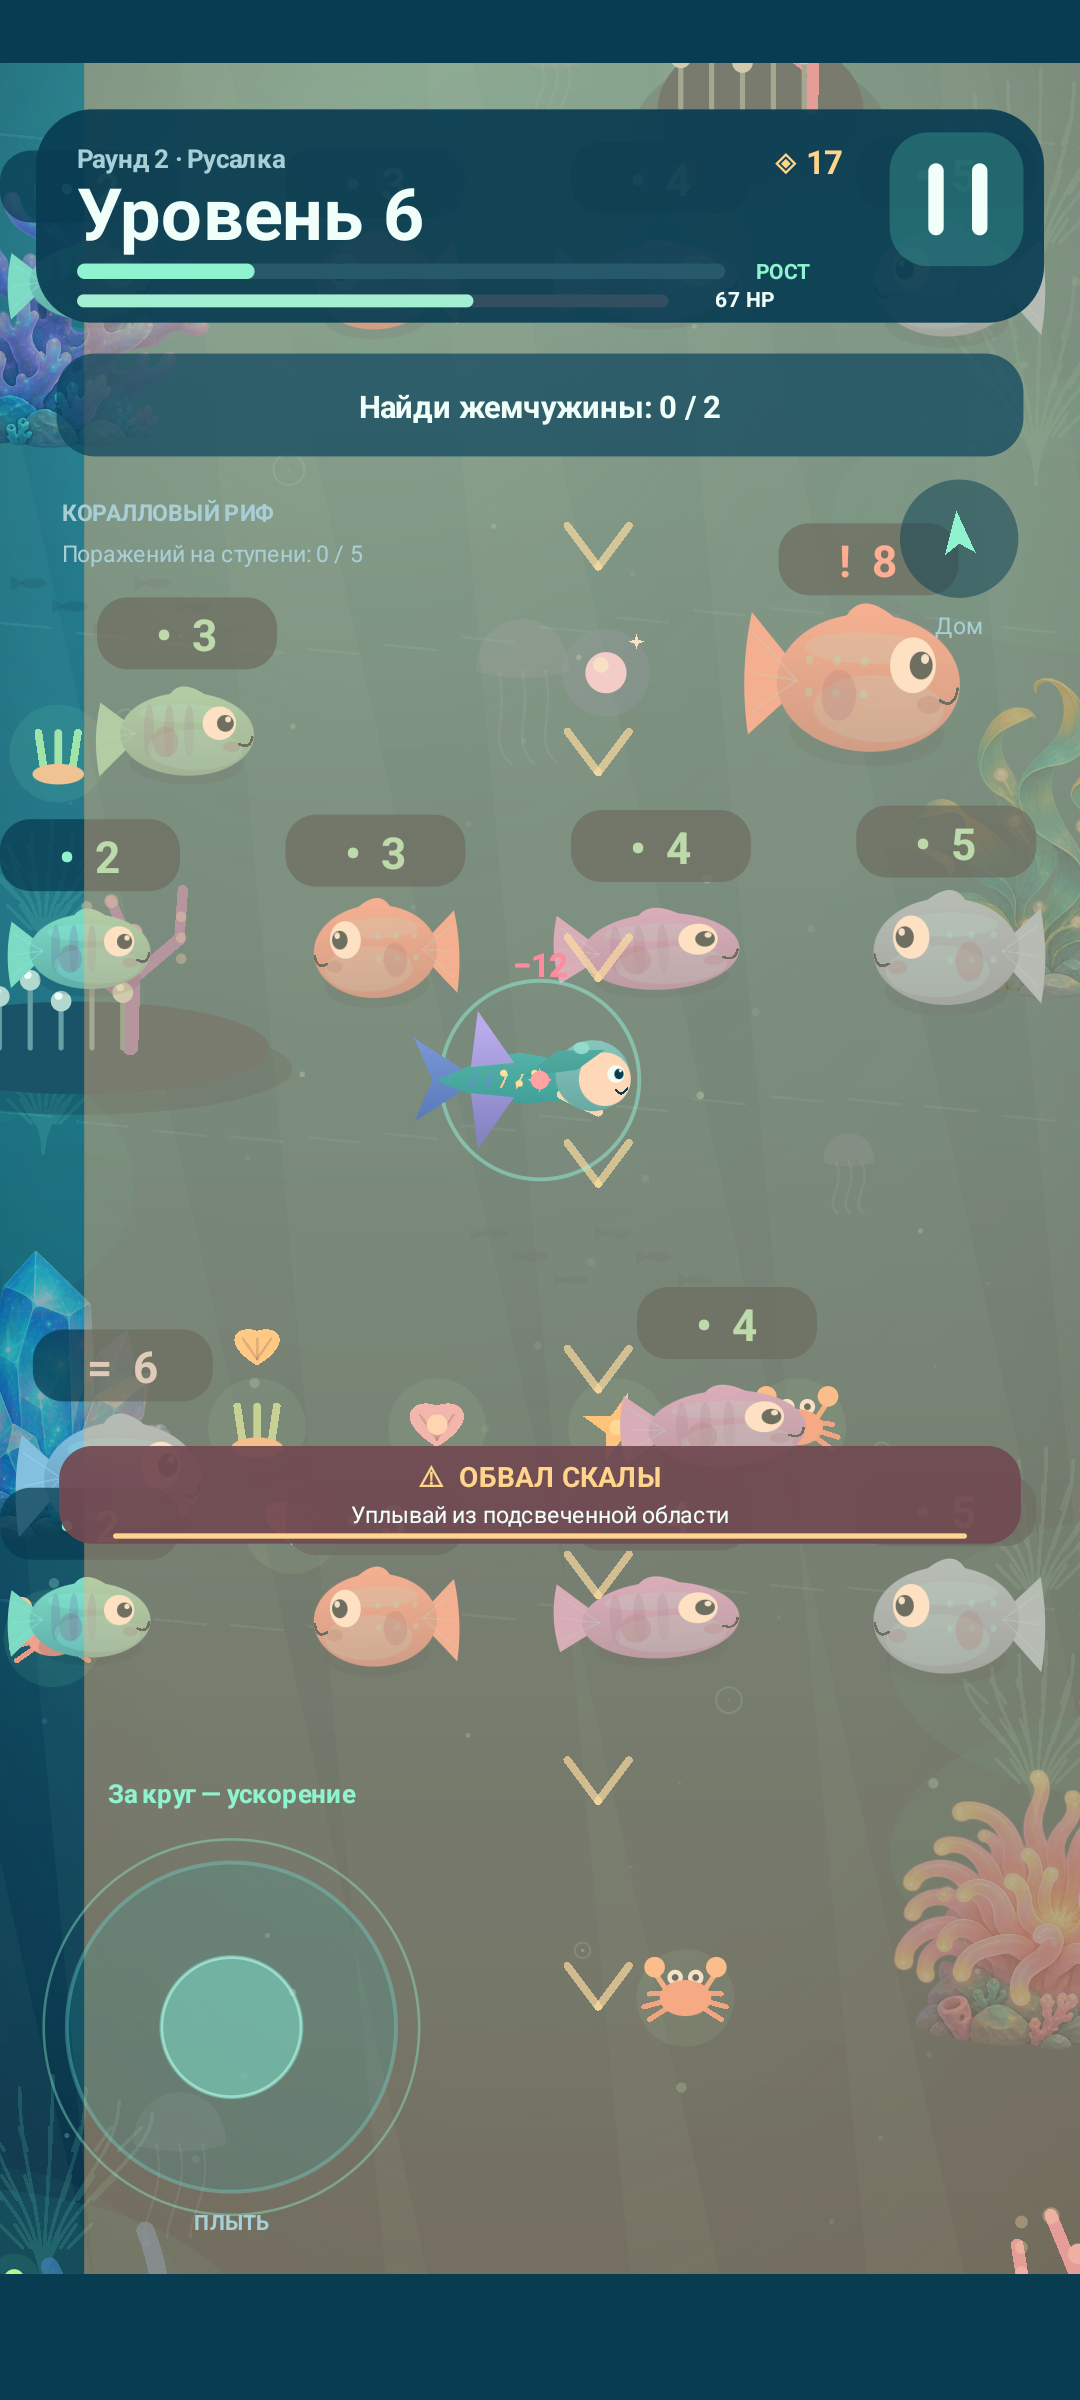 Раунд 2 · Русалка
17
Уровень 6
РОСТ
67 HP
Найди жемчужины: 0 / 2
КОРАЛЛОВЫЙ РИФ
Поражений на ступени: 0 / 5
! 8
Дом
• 3
• 2
• 3
• 4
• 5
−12
• 4
= 6
⚠ ОБВАЛ СКАЛЫ
Уплывай из подсвеченной области
За круг — ускорение
ПЛЫТЬ